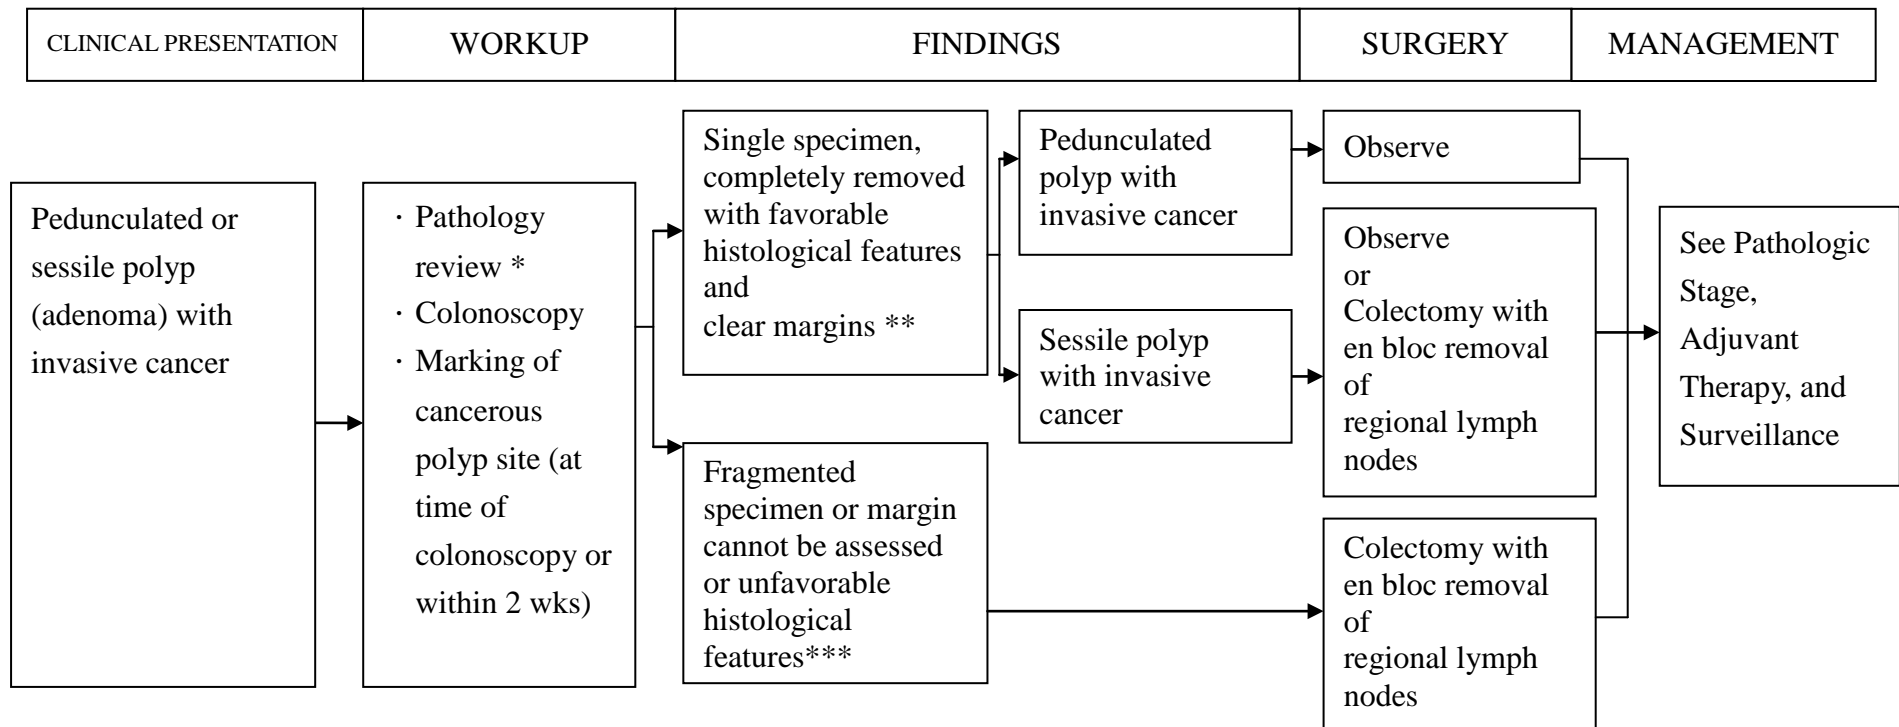 CLINICAL PRESENTATION
WORKUP
FINDINGS
SURGERY
MANAGEMENT
Pedunculated or
sessile polyp
(adenoma) with
invasive cancer
· Pathology
review *
· Colonoscopy
· Marking of
cancerous
polyp site (at
time of
colonoscopy or
within 2 wks)
Single specimen,
completely removed
with favorable
histological features
and
clear margins **
Fragmented
specimen or margin
cannot be assessed
or unfavorable
histological
features***
Pedunculated
polyp with
invasive cancer
Sessile polyp
with invasive
cancer
Observe
Observe
or
Colectomy with
en bloc removal
of
regional lymph
nodes
Colectomy with
en bloc removal
of
regional lymph
nodes
See Pathologic
Stage,
Adjuvant
Therapy, and
Surveillance